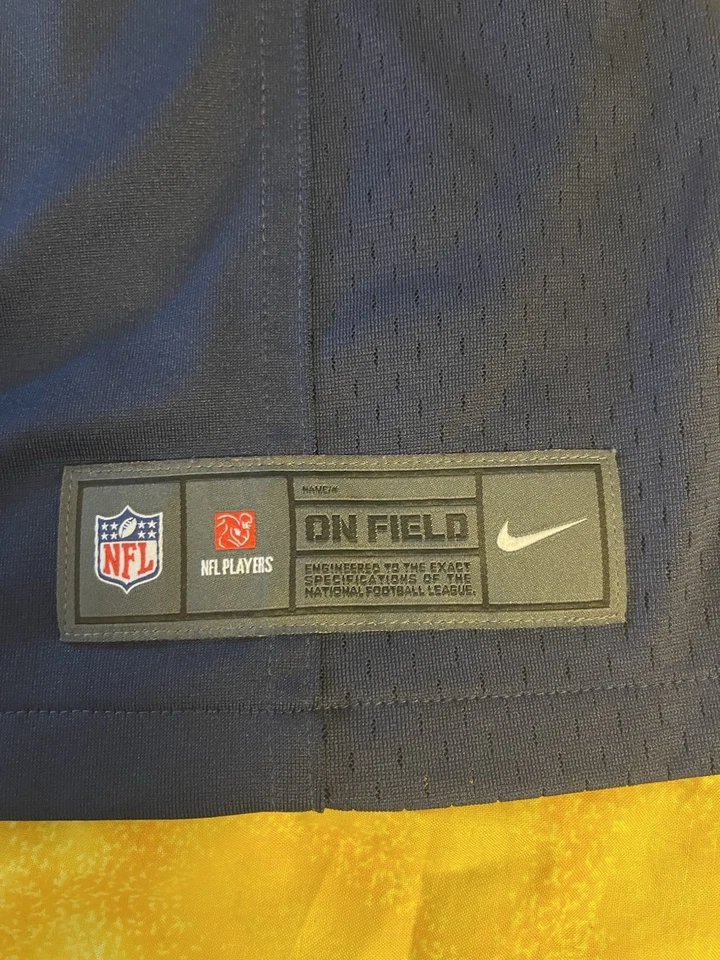 NFL
NFL PLAYERS
NAME/#
ON FIELD
ENGINEERED TO THE EXACT
SPECIFICATIONS OF THE
NATIONAL FOOTBALL LEAGUE.